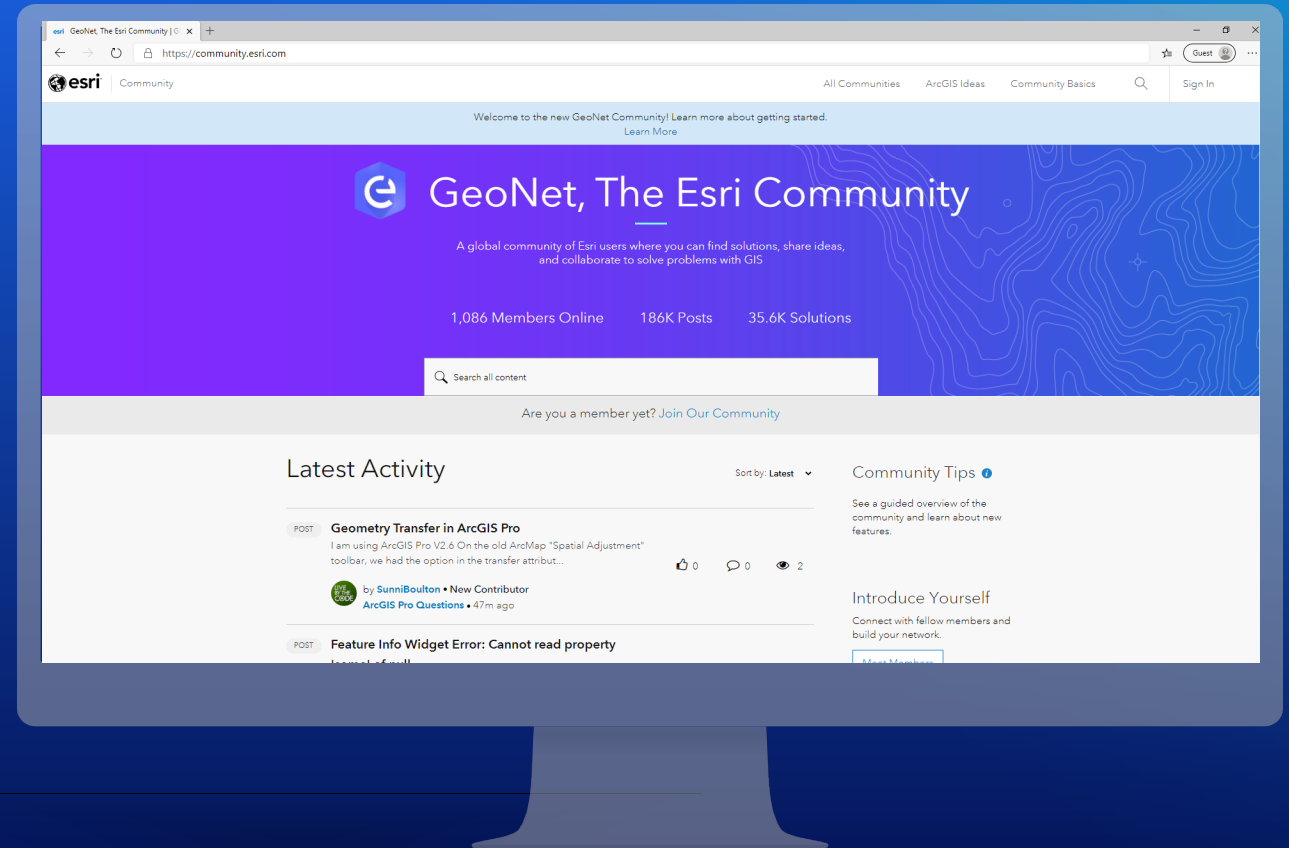 esri GeoNet, The Esri Community | G
https://community.esri.com
Guest
esri Community
All Communities ArcGIS Ideas Community Basics Sign In
Welcome to the new GeoNet Community! Learn more about getting started.
Learn More
GeoNet, The Esri Community
A global community of Esri users where you can find solutions, share ideas,
and collaborate to solve problems with GIS
1,086 Members Online 186K Posts 35.6K Solutions
Search all content
Are you a member yet? Join Our Community
Latest Activity
Sort by: Latest
POST Geometry Transfer in ArcGIS Pro
I am using ArcGIS Pro V2.6 On the old ArcMap "Spatial Adjustment"
toolbar, we had the option in the transfer attribut...
0 0 2
LIVE BY THE CODE
by SunniBoulton • New Contributor
ArcGIS Pro Questions • 47m ago
POST Feature Info Widget Error: Cannot read property
Community Tips
See a guided overview of the
community and learn about new
features.
Introduce Yourself
Connect with fellow members and
build your network.
Meet Members